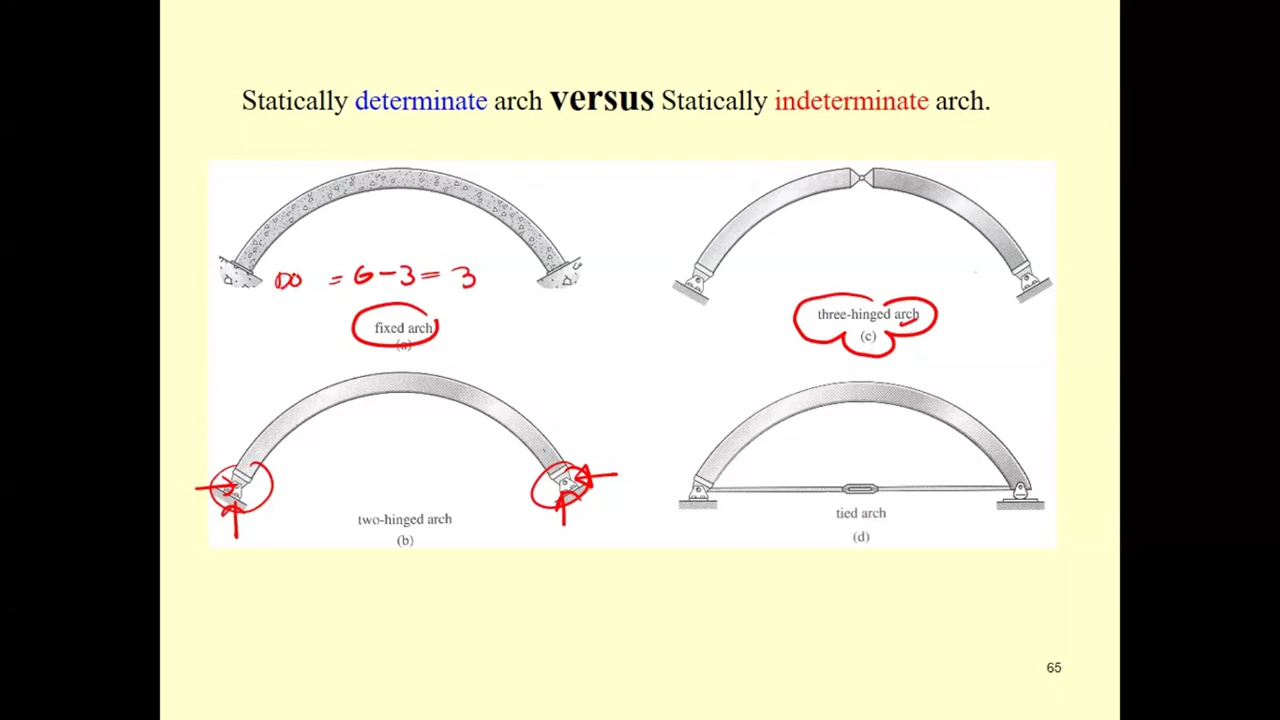 Statically determinate arch versus Statically indeterminate arch.
= 6 - 3 = 3
fixed arch
(a)
three-hinged arch
(c)
two-hinged arch
(b)
tied arch
(d)
65